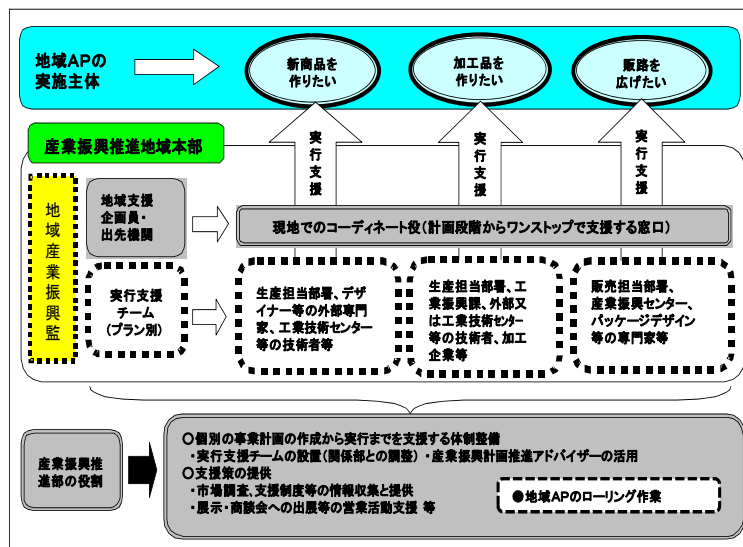 地域APの
実施主体
新商品を
作りたい
加工品を
作りたい
販路を
広げたい
産業振興推進地域本部
実行支援
実行支援
実行支援
地域産業振興監
地域支援
企画員・
出先機関
現地でのコーディネート役(計画段階からワンストップで支援する窓口)
実行支援
チーム
(プラン別)
生産担当部署、デザ
イナー等の外部専門
家、工業技術センター
等の技術者等
生産担当部署、工
業振興課、外部又
は工業技術センター
等の技術者、加工
企業等
販売担当部署、
産業振興センター、
パッケージデザイン
等の専門家等
産業振興推
進部の役割
○個別の事業計画の作成から実行までを支援する体制整備
・実行支援チームの設置(関係部との調整) ・産業振興計画推進アドバイザーの活用
○支援策の提供
・市場調査、支援制度等の情報収集と提供
・展示・商談会への出展等の営業活動支援 等
●地域APのローリング作業